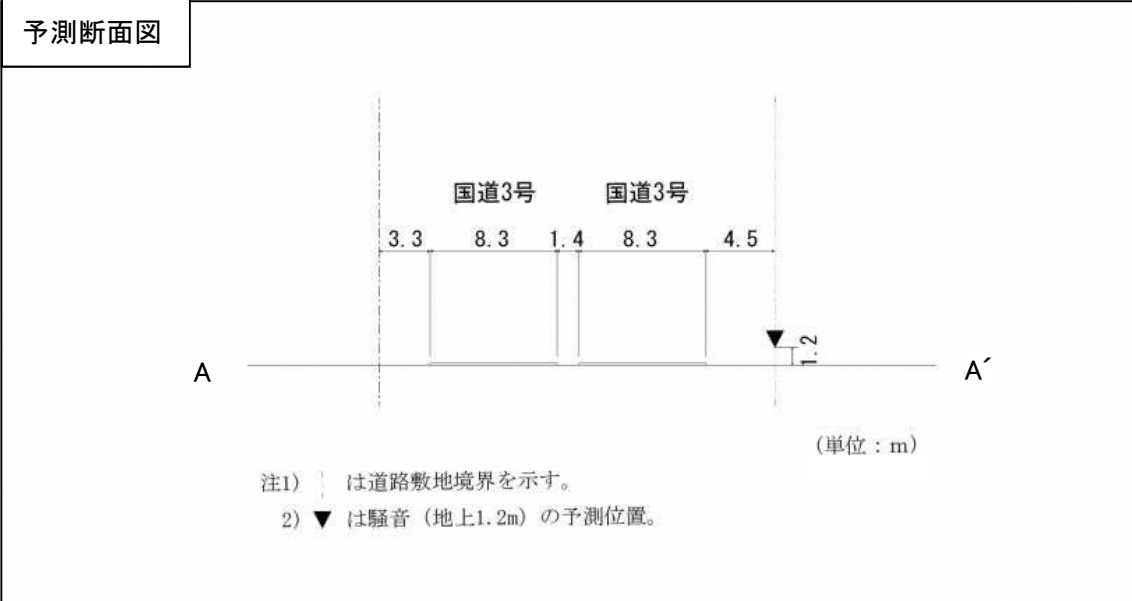 予測断面図
国道3号 国道3号
3.3 8.3 1.4 8.3 4.5
1.2
A A´
(単位：m)
注1) は道路敷地境界を示す。
2) ▼ は騒音（地上1.2m）の予測位置。